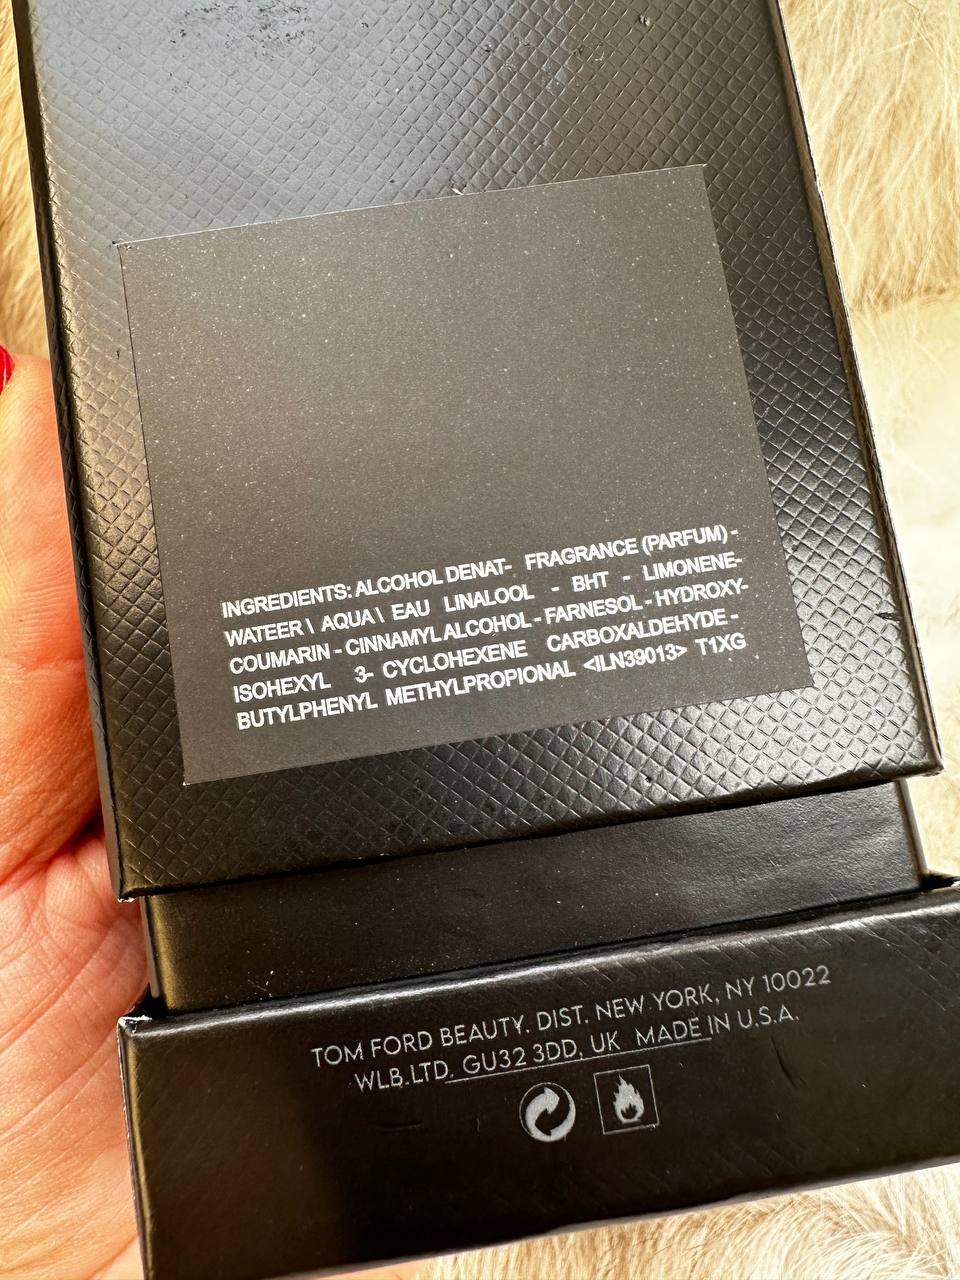 INGREDIENTS: ALCOHOL DENAT- FRAGRANCE (PARFUM) -
WATEER \ AQUA \ EAU LINALOOL - BHT - LIMONENE-
COUMARIN - CINNAMYL ALCOHOL - FARNESOL - HYDROXY-
ISOHEXYL 3- CYCLOHEXENE CARBOXALDEHYDE -
BUTYLPHENYL METHYLPROPIONAL <ILN39013> T1XG
TOM FORD BEAUTY. DIST. NEW YORK, NY 10022
WLB.LTD. GU32 3DD, UK MADE IN U.S.A.